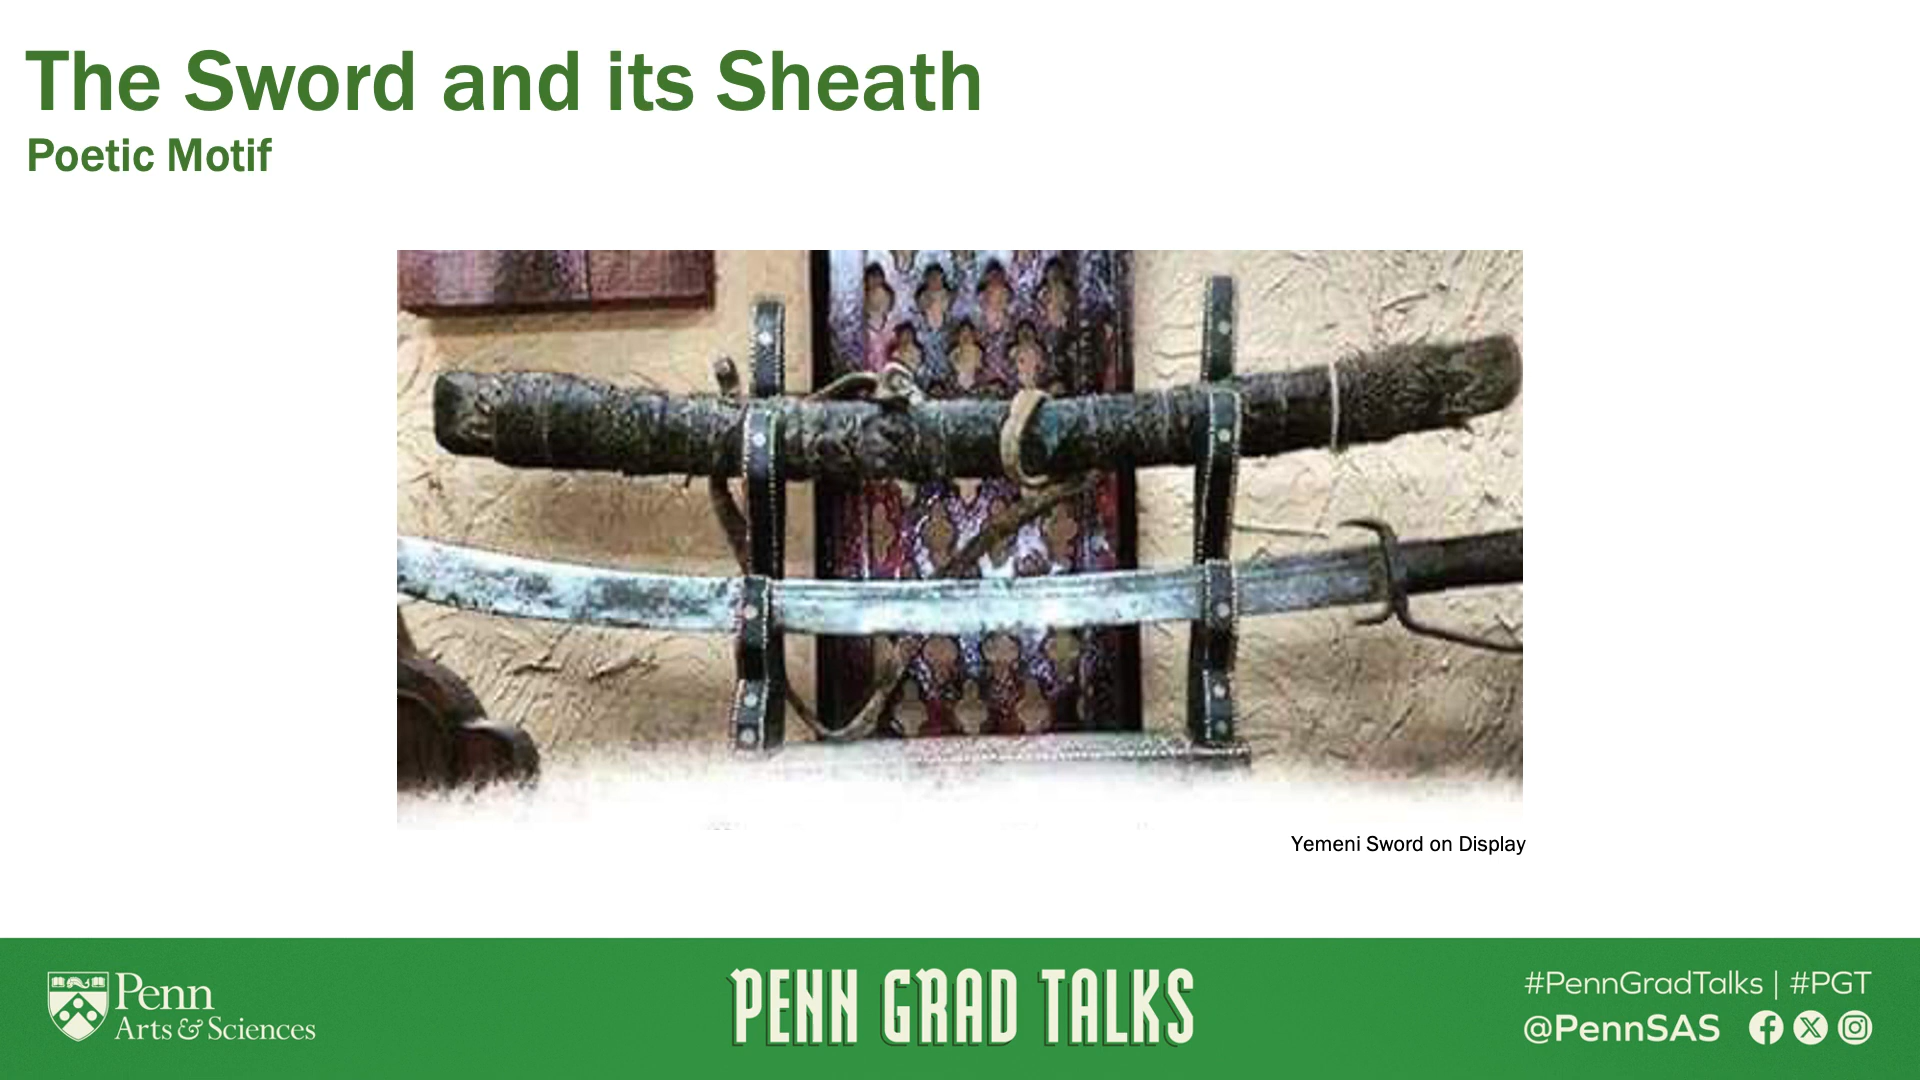 The Sword and its Sheath
Poetic Motif
Yemeni Sword on Display
Penn
Arts & Sciences
PENN GRAD TALKS
#PennGradTalks | #PGT
@PennSAS